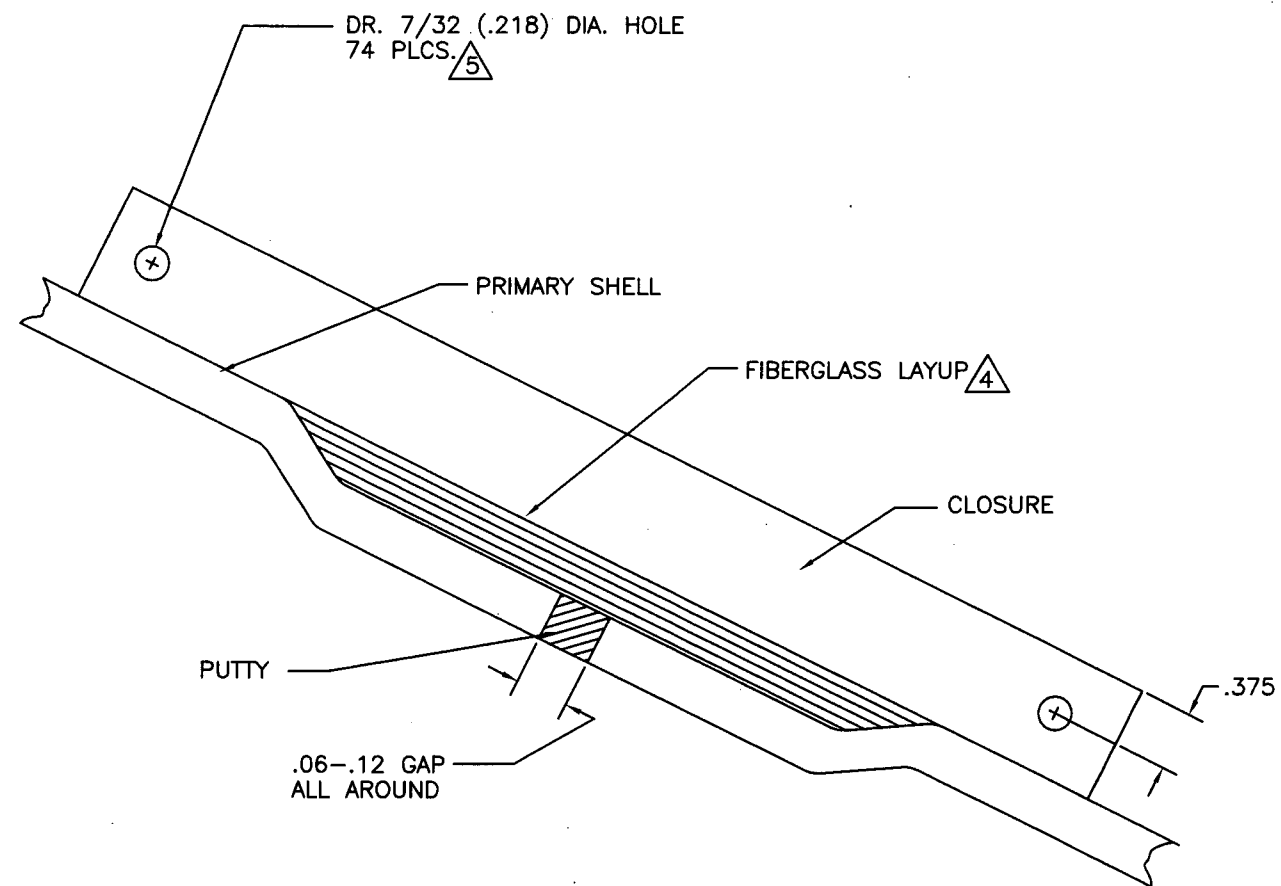 DR. 7/32 (.218) DIA. HOLE
74 PLCS. 5
PRIMARY SHELL
FIBERGLASS LAYUP 4
CLOSURE
PUTTY
.375
.06-.12 GAP
ALL AROUND